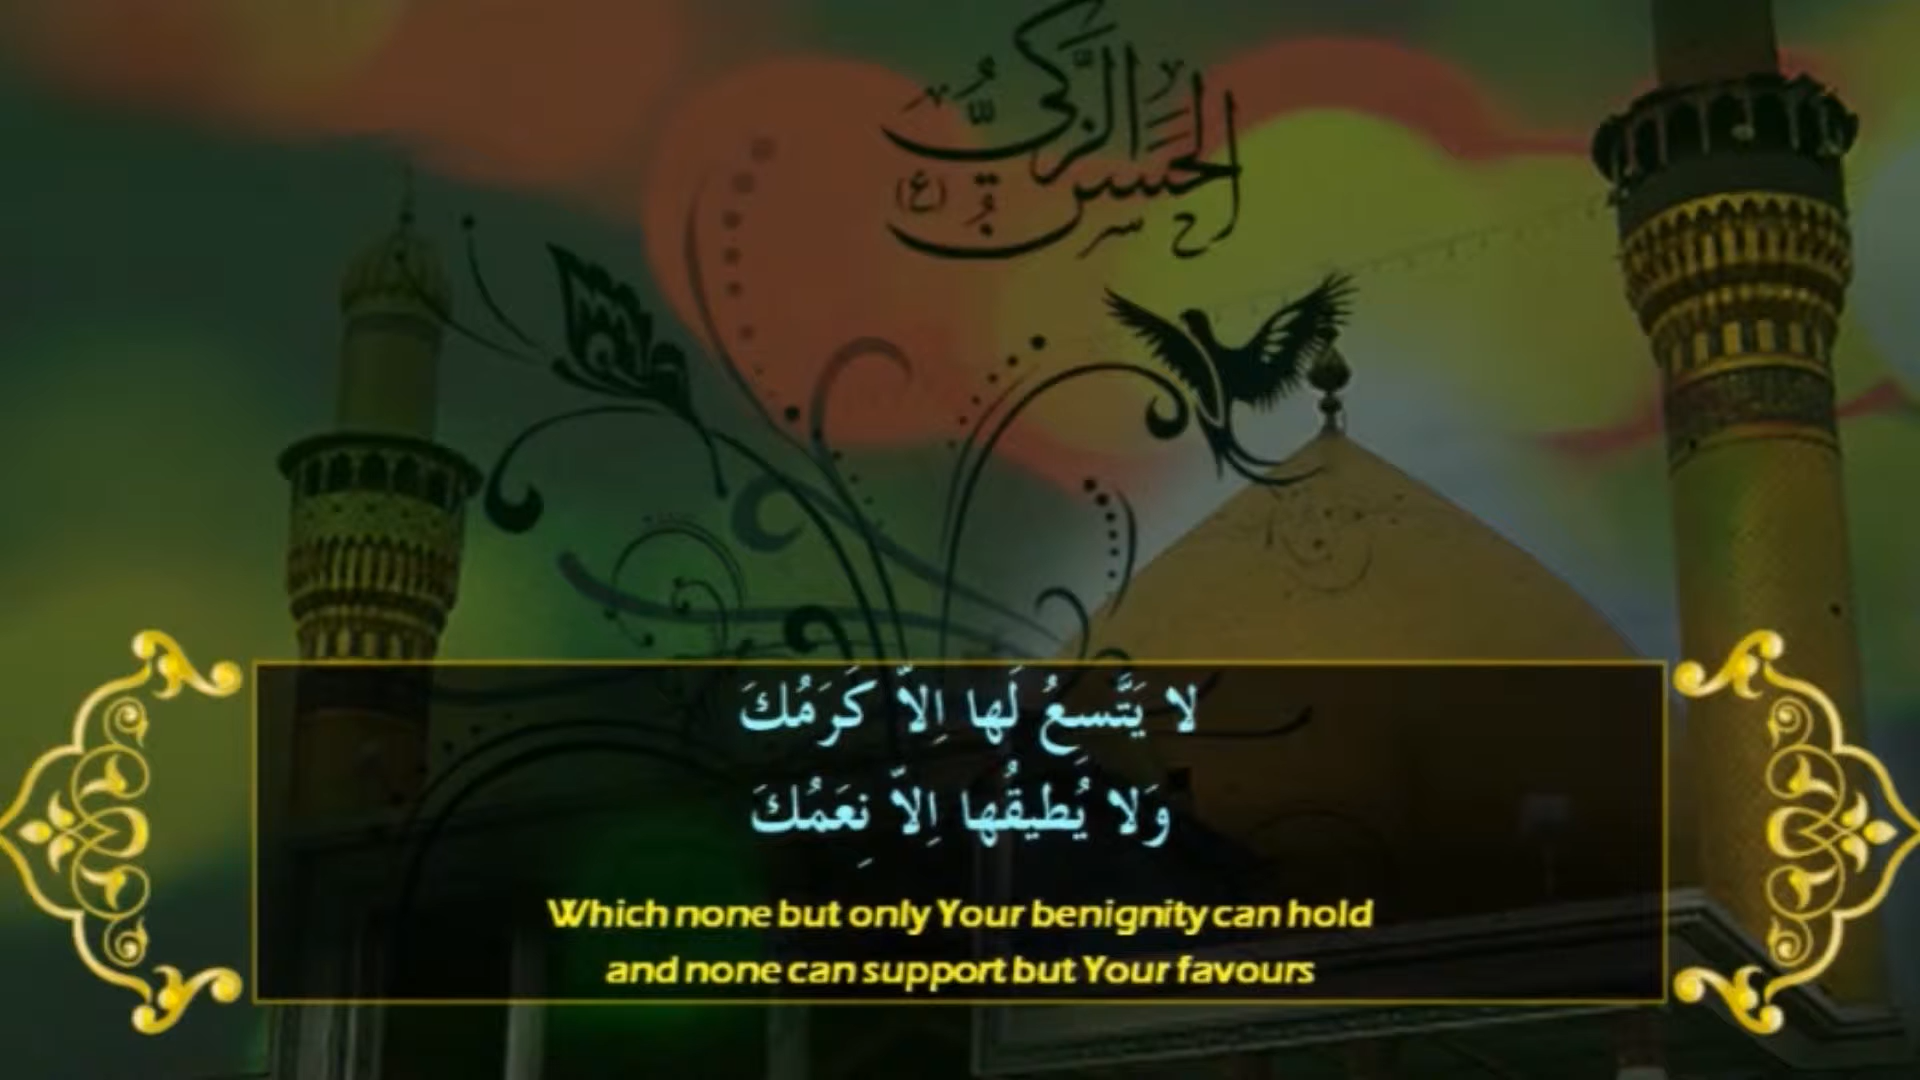 الحسن الزكي (ع)
لا يَتَّسِعُ لَها اِلاّ كَرَمُكَ
وَلا يُطيقُها اِلاّ نِعَمُكَ
Which none but only Your benignity can hold
and none can support but Your favours